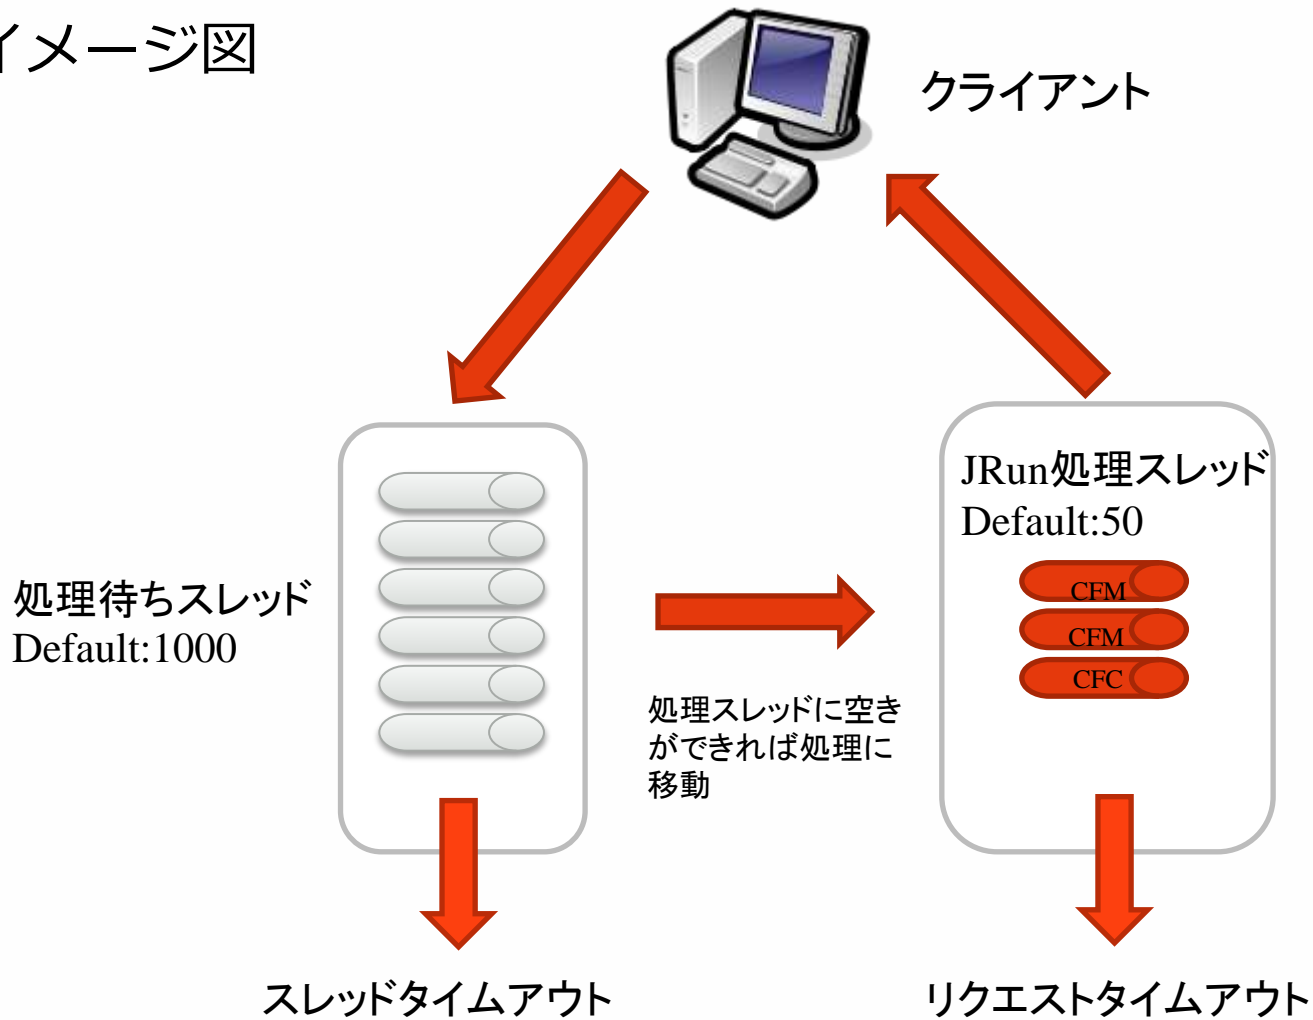 イメージ図
クライアント
JRun処理スレッド
Default:50
CFM
CFM
CFC
処理待ちスレッド
Default:1000
処理スレッドに空き
ができれば処理に
移動
スレッドタイムアウト
リクエストタイムアウト